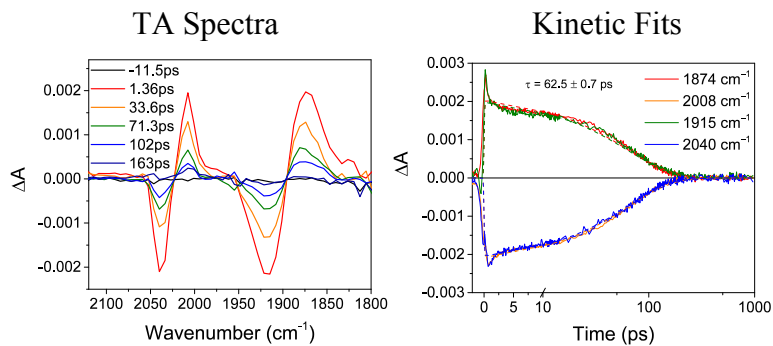 TA Spectra
-11.5ps
1.36ps
33.6ps
71.3ps
102ps
163ps
0.002
0.001
0.000
-0.001
-0.002
ΔA
2100 2050 2000 1950 1900 1850 1800
Wavenumber (cm⁻¹)
Kinetic Fits
τ = 62.5 ± 0.7 ps
1874 cm⁻¹
2008 cm⁻¹
1915 cm⁻¹
2040 cm⁻¹
0.003
0.002
0.001
0.000
−0.001
−0.002
−0.003
ΔA
0 5 10 100 1000
Time (ps)